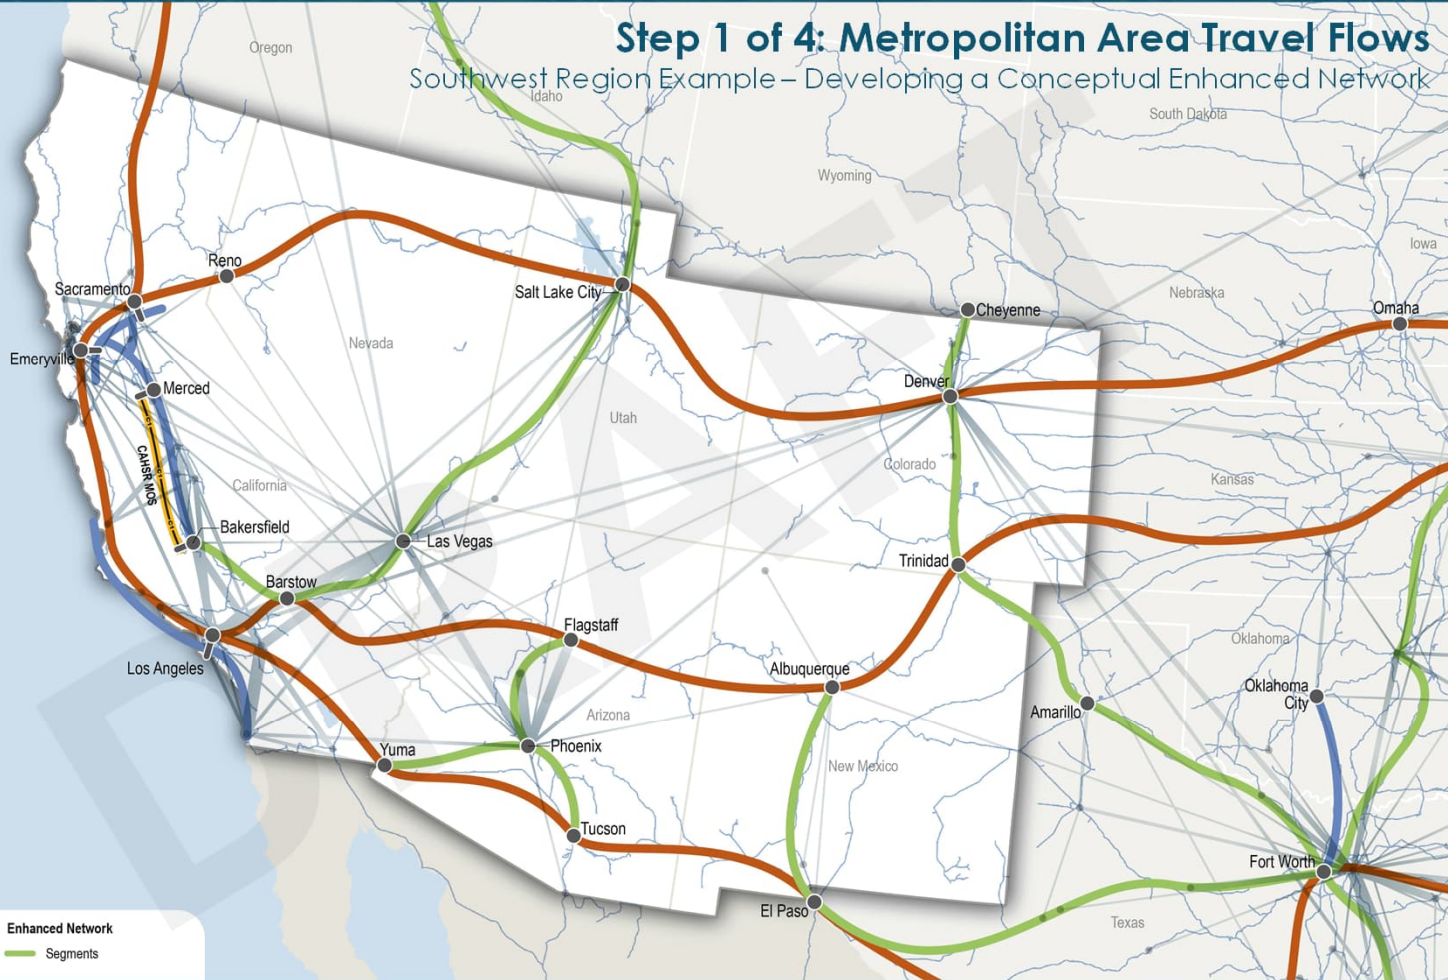 Step 1 of 4: Metropolitan Area Travel Flows
Southwest Region Example – Developing a Conceptual Enhanced Network
Oregon
Idaho
South Dakota
Wyoming
Iowa
Reno
Sacramento
Salt Lake City
Nebraska
Cheyenne
Omaha
Nevada
Emeryville
Merced
Denver
Utah
CAHSR MOS
California
Colorado
Kansas
Bakersfield
Las Vegas
Trinidad
Barstow
Flagstaff
Oklahoma
Los Angeles
Albuquerque
Oklahoma
City
Arizona
Amarillo
Yuma
Phoenix
New Mexico
Tucson
Fort Worth
El Paso
Texas
DRAFT
Enhanced Network
Segments